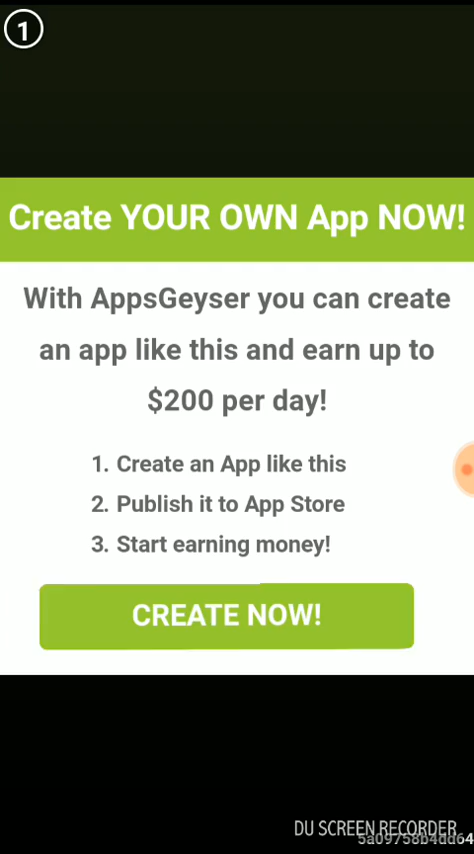 1
Create YOUR OWN App NOW!
With AppsGeyser you can create
an app like this and earn up to
$200 per day!
1. Create an App like this
2. Publish it to App Store
3. Start earning money!
CREATE NOW!
DU SCREEN RECORDER
5a09758b4dd64